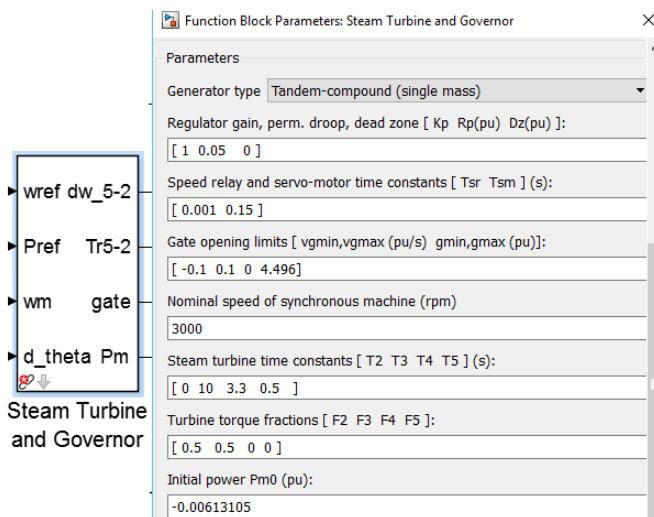 Function Block Parameters: Steam Turbine and Governor
Parameters
Generator type Tandem-compound (single mass)
Regulator gain, perm. droop, dead zone [ Kp Rp(pu) Dz(pu) ]:
[ 1 0.05 0 ]
Speed relay and servo-motor time constants [ Tsr Tsm ] (s):
[ 0.001 0.15 ]
Gate opening limits [ vgmin,vgmax (pu/s) gmin,gmax (pu)]:
[ -0.1 0.1 0 4.496]
Nominal speed of synchronous machine (rpm)
3000
Steam turbine time constants [ T2 T3 T4 T5 ] (s):
[ 0 10 3.3 0.5 ]
Turbine torque fractions [ F2 F3 F4 F5 ]:
[ 0.5 0.5 0 0 ]
Initial power Pm0 (pu):
-0.00613105
wref dw_5-2
Pref Tr5-2
wm gate
d_theta Pm
Steam Turbine
and Governor